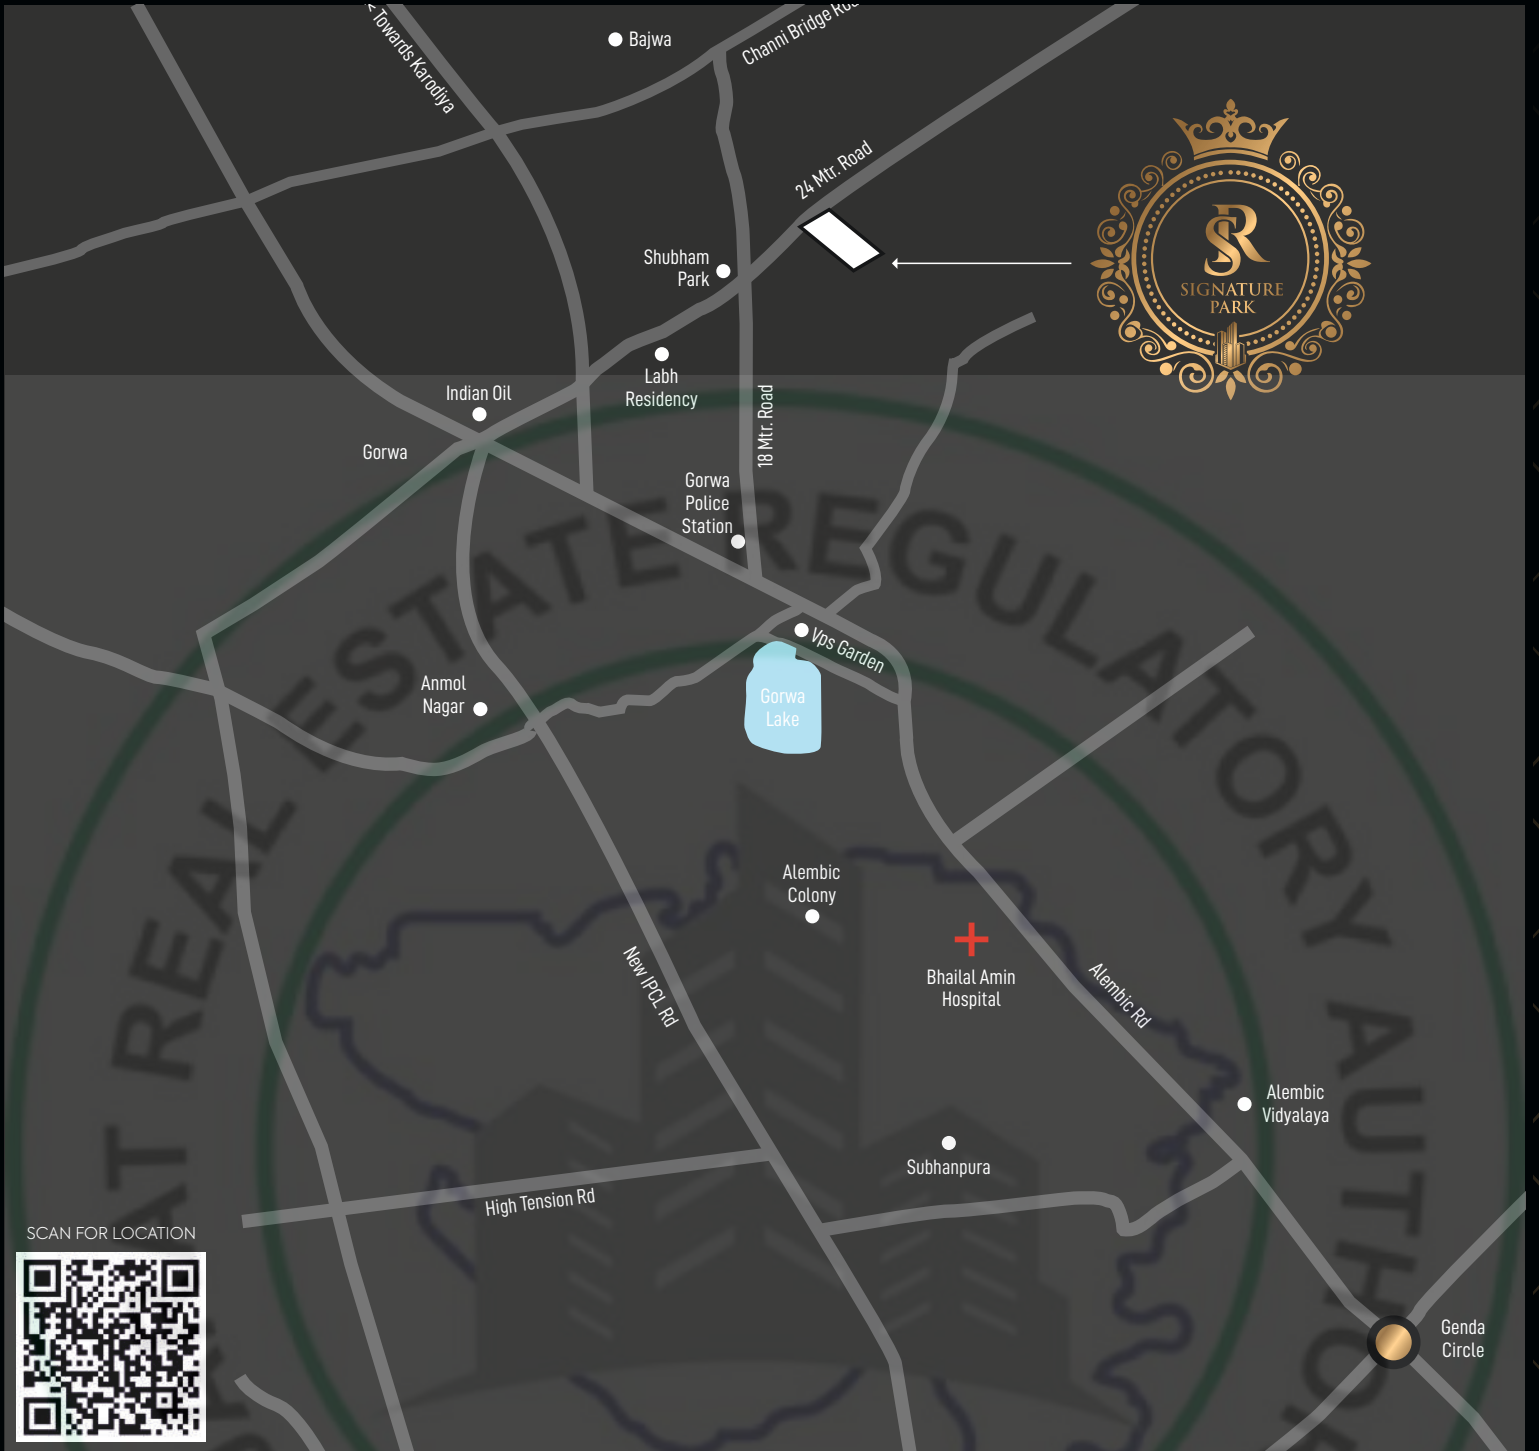 Towards Karodiya
Bajwa
Channi Bridge
24 Mtr. Road
SR
SIGNATURE
PARK
Shubham
Park
Labh
Residency
Indian Oil
Gorwa
18 Mtr. Road
Gorwa
Police
Station
Vps Garden
Gorwa
Lake
Anmol
Nagar
Alembic
Colony
Bhailal Amin
Hospital
New IPCL Rd
Alembic Rd
Alembic
Vidyalaya
Subhanpura
High Tension Rd
SCAN FOR LOCATION
Genda
Circle
REAL ESTATE REGULATORY